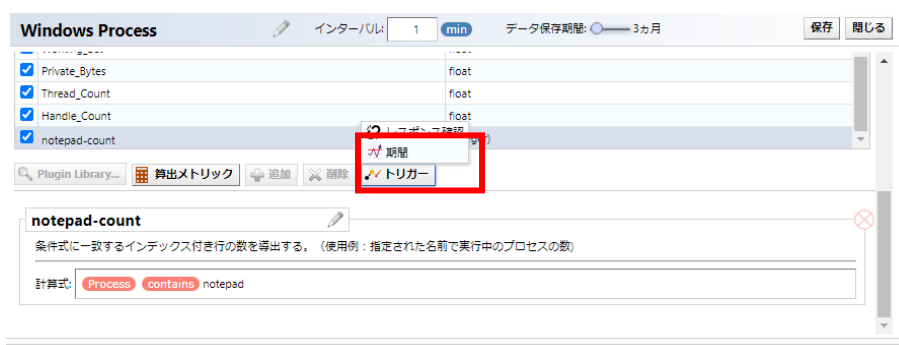 Windows Process インターバル: 1 min データ保存期間: 3ヵ月 保存 閉じる
Private_Bytes float
Thread_Count float
Handle_Count float
notepad-count
レスポンス確認
期間
Plugin Library... 算出メトリック 追加 削除 トリガー
notepad-count
条件式に一致するインデックス付き行の数を導出する。（使用例：指定された名前で実行中のプロセスの数)
計算式: Process contains notepad